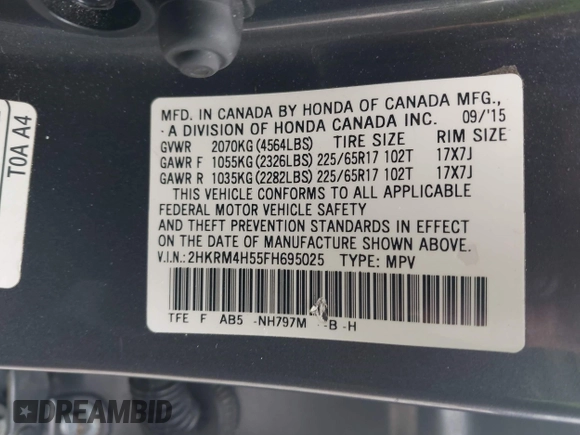 MFD. IN CANADA BY HONDA OF CANADA MFG.,
A DIVISION OF HONDA CANADA INC. 09/'15
GVWR 2070KG (4564LBS) TIRE SIZE RIM SIZE
GAWR F 1055KG (2326LBS) 225/65R17 102T 17X7J
GAWR R 1035KG (2282LBS) 225/65R17 102T 17X7J
THIS VEHICLE CONFORMS TO ALL APPLICABLE
FEDERAL MOTOR VEHICLE SAFETY
AND THEFT PREVENTION STANDARDS IN EFFECT
ON THE DATE OF MANUFACTURE SHOWN ABOVE.
V.I.N.: 2HKRM4H55FH695025 TYPE: MPV
TFE F AB5 -NH797M -B -H
T0A A4
DREAMBID